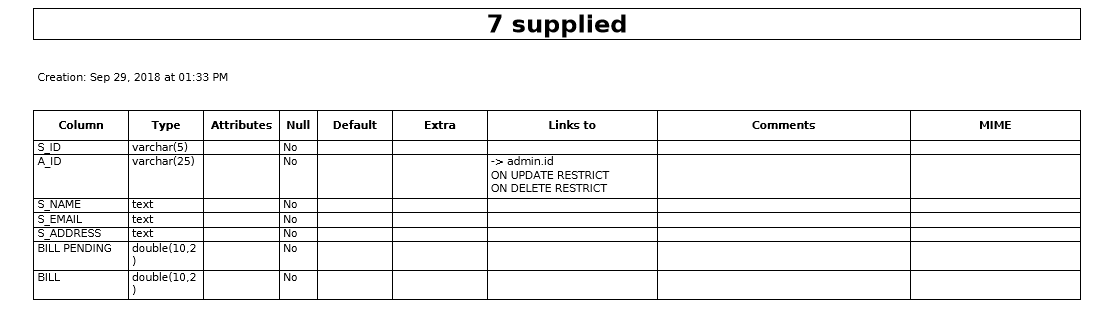 7 supplied
Creation: Sep 29, 2018 at 01:33 PM
Column Type Attributes Null Default Extra Links to Comments MIME
S_ID varchar(5) No
A_ID varchar(25) No -> admin.id
ON UPDATE RESTRICT
ON DELETE RESTRICT
S_NAME text No
S_EMAIL text No
S_ADDRESS text No
BILL PENDING double(10,2 No
)
BILL double(10,2 No
)